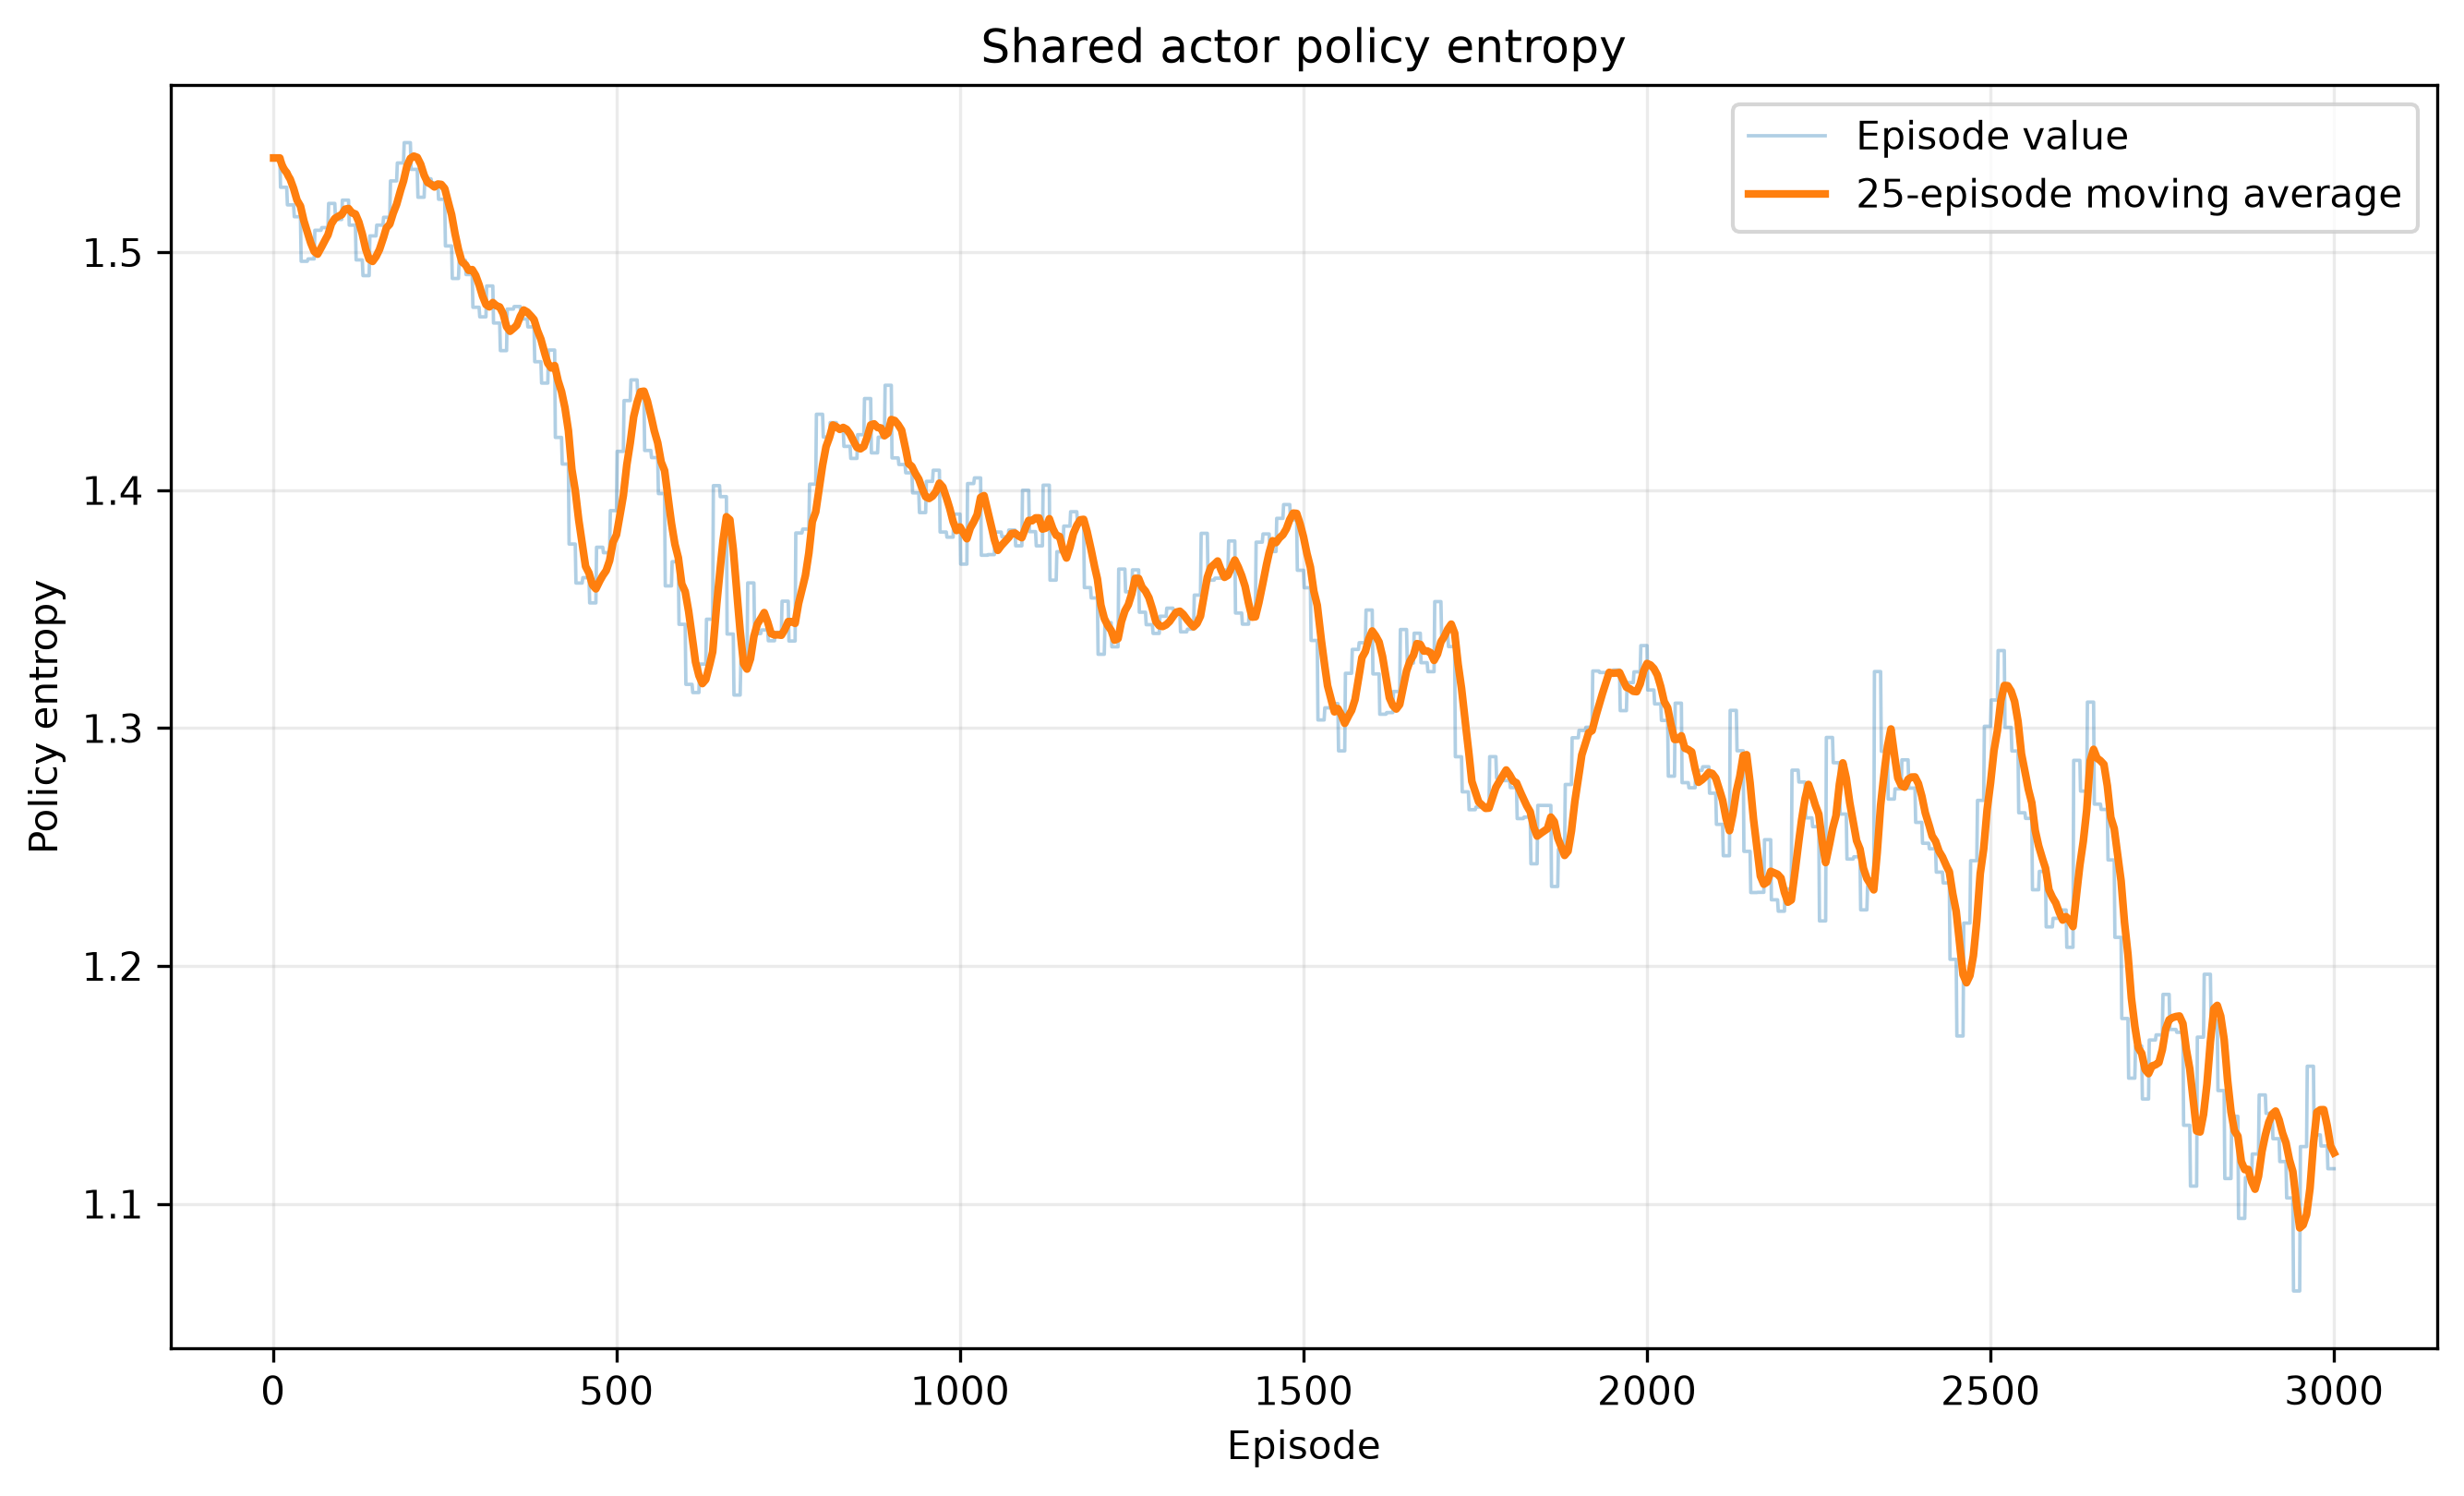 Shared actor policy entropy
Episode value
25-episode moving average
Policy entropy
1.5
1.4
1.3
1.2
1.1
0 500 1000 1500 2000 2500 3000
Episode